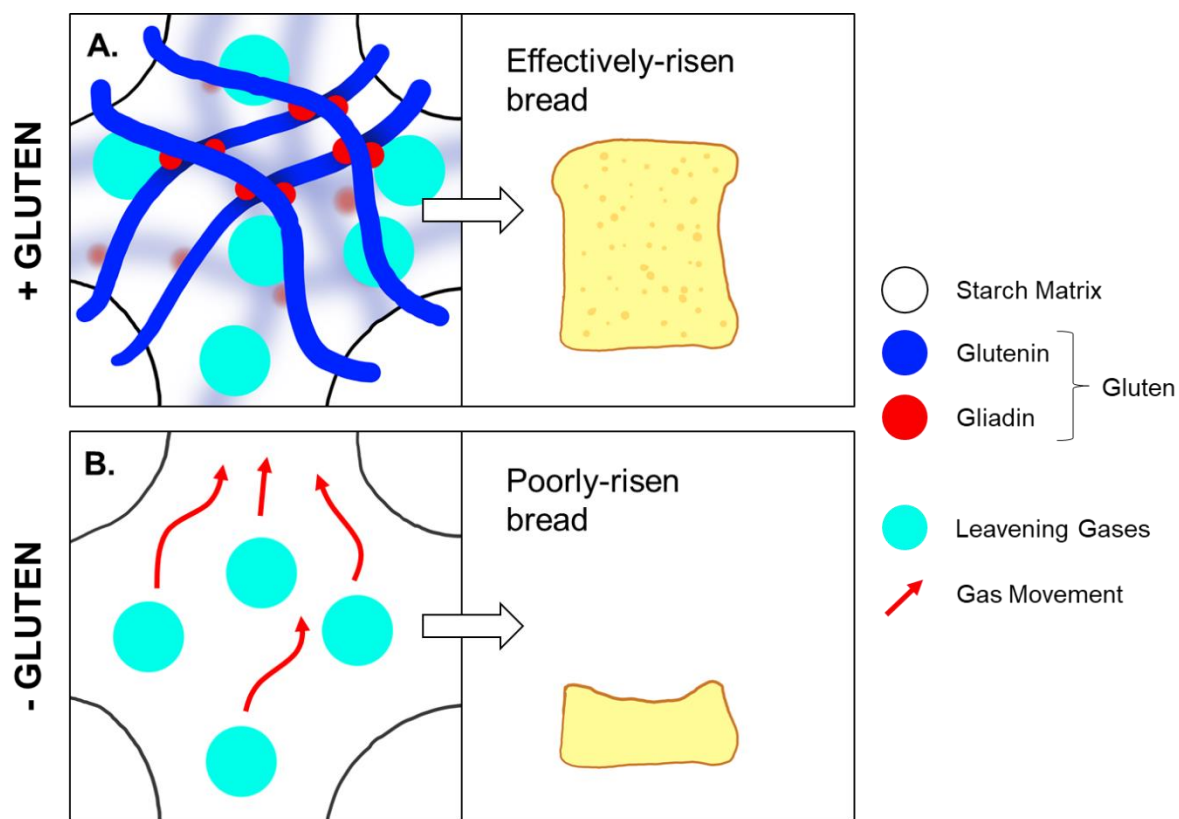 + GLUTEN
A.
Effectively-risen
bread
- GLUTEN
B.
Poorly-risen
bread
Starch Matrix
Glutenin
Gliadin
Gluten
Leavening Gases
Gas Movement